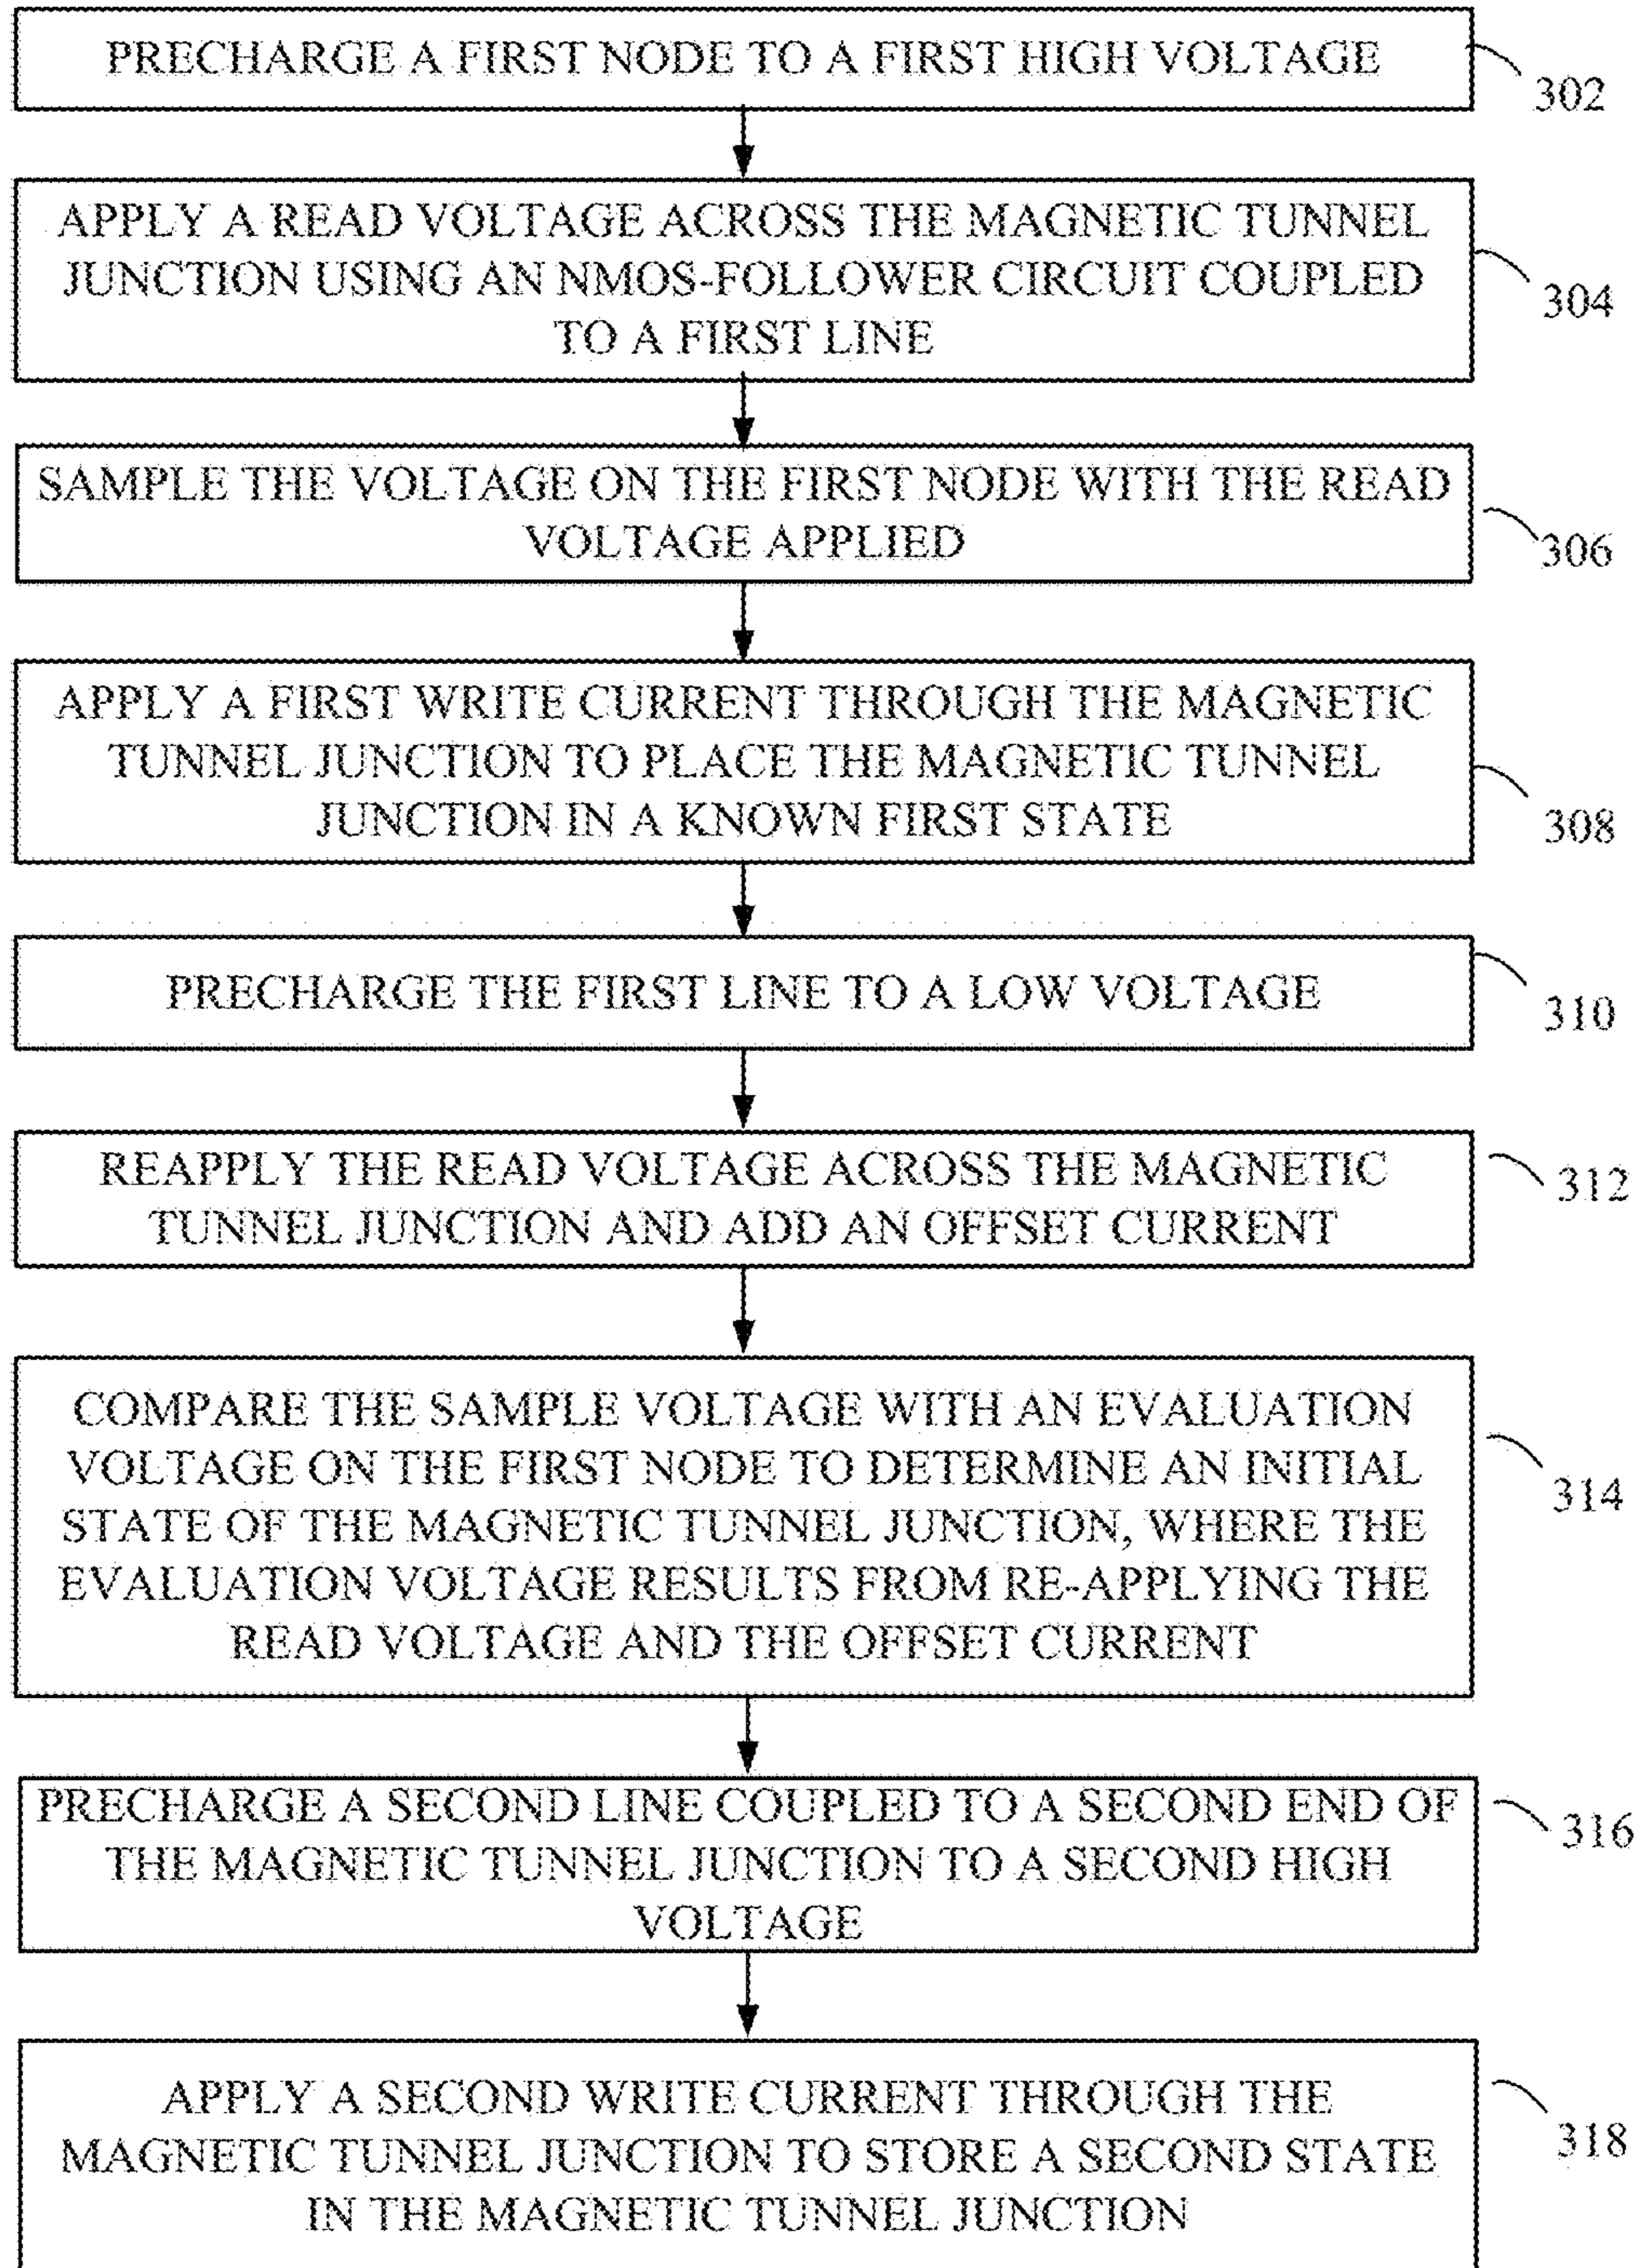 PRECHARGE A FIRST NODE TO A FIRST HIGH VOLTAGE
302
APPLY A READ VOLTAGE ACROSS THE MAGNETIC TUNNEL
JUNCTION USING AN NMOS-FOLLOWER CIRCUIT COUPLED
TO A FIRST LINE
304
SAMPLE THE VOLTAGE ON THE FIRST NODE WITH THE READ
VOLTAGE APPLIED
306
APPLY A FIRST WRITE CURRENT THROUGH THE MAGNETIC
TUNNEL JUNCTION TO PLACE THE MAGNETIC TUNNEL
JUNCTION IN A KNOWN FIRST STATE
308
PRECHARGE THE FIRST LINE TO A LOW VOLTAGE
310
REAPPLY THE READ VOLTAGE ACROSS THE MAGNETIC
TUNNEL JUNCTION AND ADD AN OFFSET CURRENT
312
COMPARE THE SAMPLE VOLTAGE WITH AN EVALUATION
VOLTAGE ON THE FIRST NODE TO DETERMINE AN INITIAL
STATE OF THE MAGNETIC TUNNEL JUNCTION, WHERE THE
EVALUATION VOLTAGE RESULTS FROM RE-APPLYING THE
READ VOLTAGE AND THE OFFSET CURRENT
314
PRECHARGE A SECOND LINE COUPLED TO A SECOND END OF
THE MAGNETIC TUNNEL JUNCTION TO A SECOND HIGH
VOLTAGE
316
APPLY A SECOND WRITE CURRENT THROUGH THE
MAGNETIC TUNNEL JUNCTION TO STORE A SECOND STATE
IN THE MAGNETIC TUNNEL JUNCTION
318